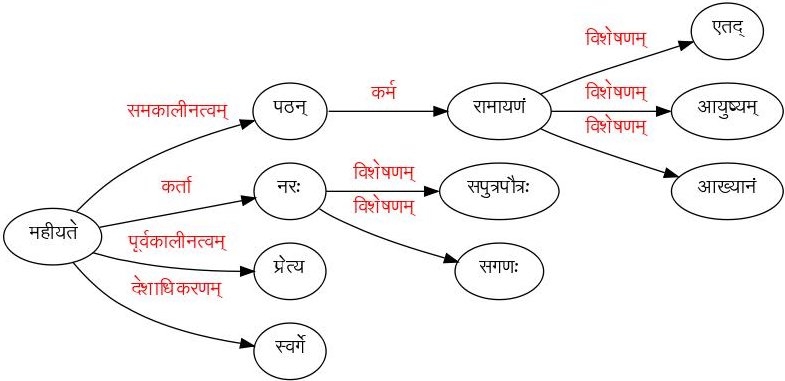 एतद्
विशेषणम्
समकालीनत्वम्
पठन्
कर्म
रामायणं
विशेषणम्
आयुष्यम्
विशेषणम्
कर्ता
नरः
विशेषणम्
सपुत्रपौत्रः
आख्यानं
विशेषणम्
महीयते
पूर्वकालीनत्वम्
प्रेत्य
सगणः
देशाधिकरणम्
स्वर्गे